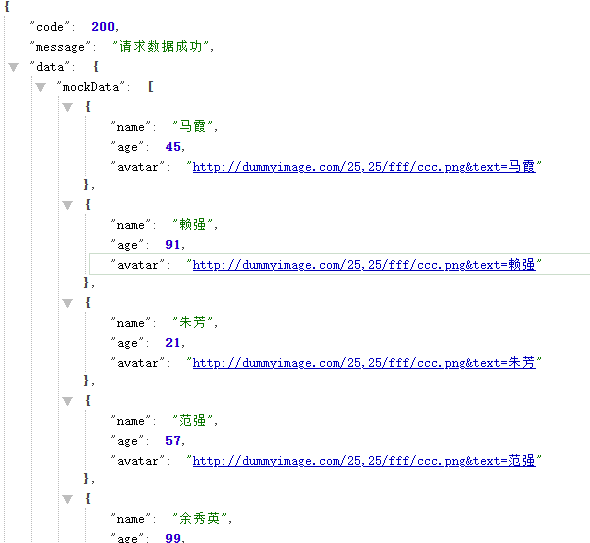 {
"code": 200,
"message": "请求数据成功",
"data": {
"mockData": [
{
"name": "马霞",
"age": 45,
"avatar": "http://dummyimage.com/25,25/fff/ccc.png&text=马霞"
},
{
"name": "赖强",
"age": 91,
"avatar": "http://dummyimage.com/25,25/fff/ccc.png&text=赖强"
},
{
"name": "朱芳",
"age": 21,
"avatar": "http://dummyimage.com/25,25/fff/ccc.png&text=朱芳"
},
{
"name": "范强",
"age": 57,
"avatar": "http://dummyimage.com/25,25/fff/ccc.png&text=范强"
},
{
"name": "余秀英",
"age": 99,